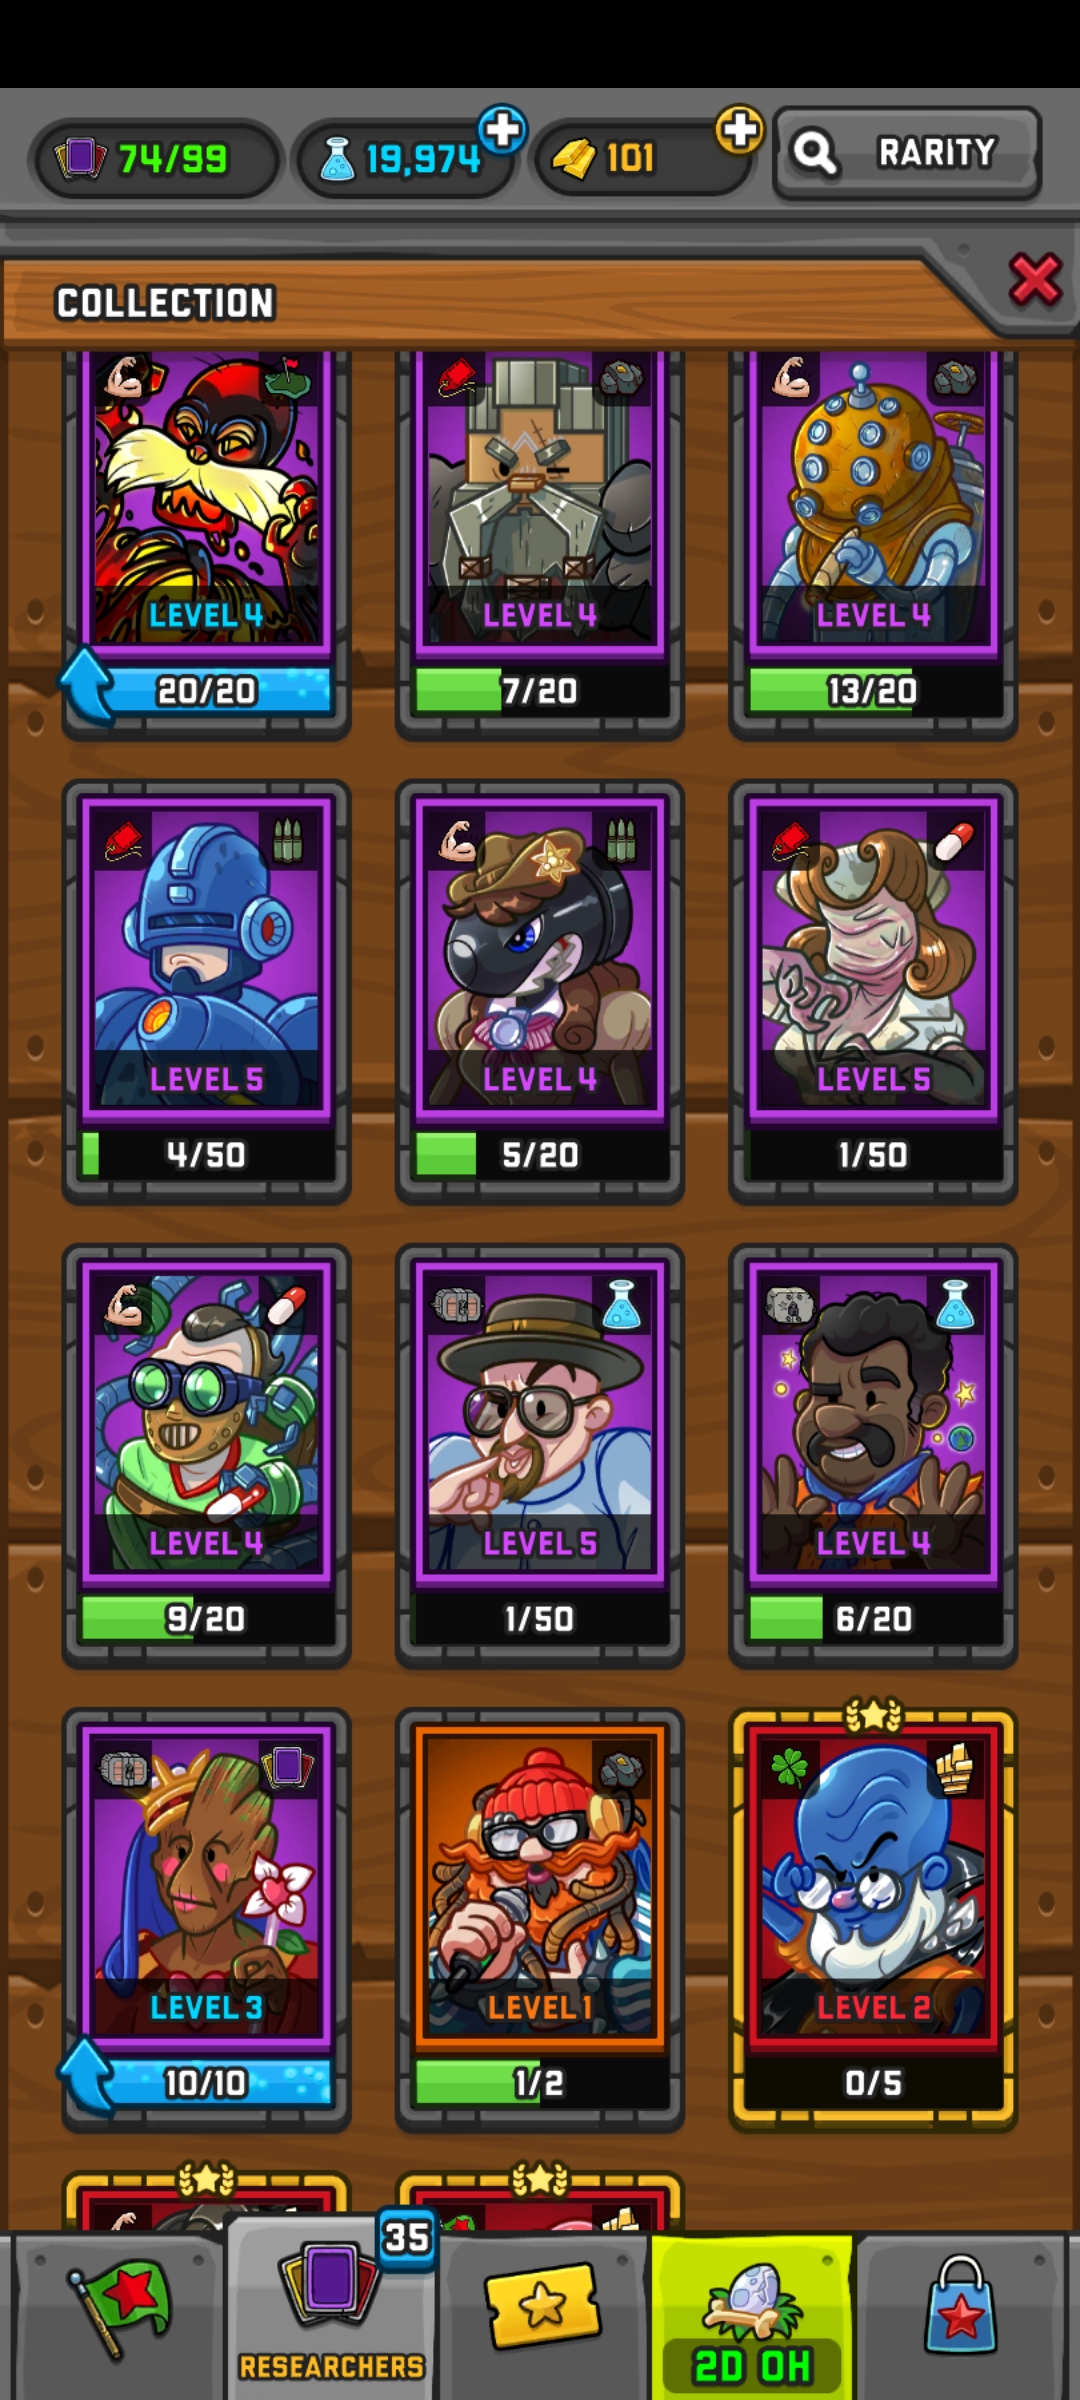 74/99
19,974
101
RARITY
COLLECTION
LEVEL 4
LEVEL 4
LEVEL 4
20/20
7/20
13/20
LEVEL 5
LEVEL 4
LEVEL 5
4/50
5/20
1/50
LEVEL 4
LEVEL 5
LEVEL 4
9/20
1/50
6/20
LEVEL 3
LEVEL 1
LEVEL 2
10/10
1/2
0/5
35
RESEARCHERS
2D 0H